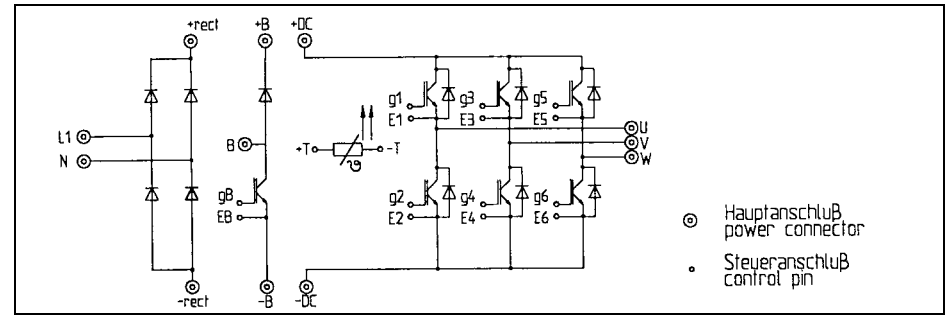 +rect +B +DC
g1 g3 g5
E1 E3 E5
L1
N
B
+T -T
ϑ
U
V
W
gB
EB
g2 g4 g6
E2 E4 E6
-rect -B -DC
Hauptanschluß
power connector
Steueranschluß
control pin